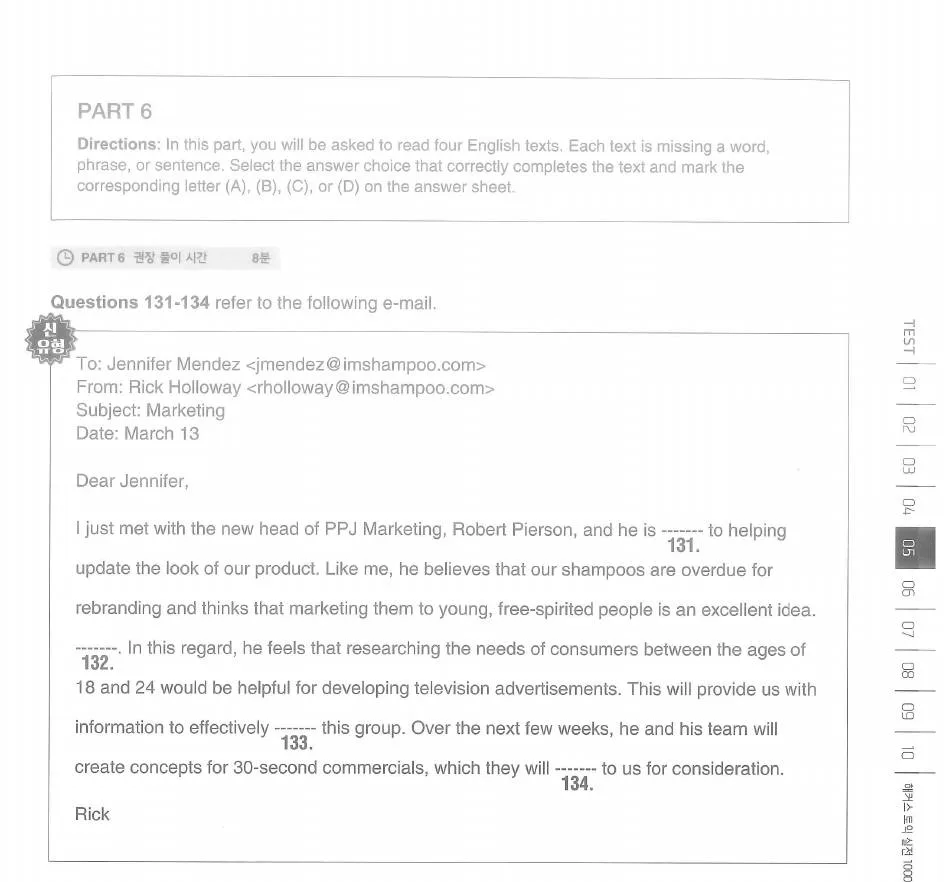 PART 6
Directions: In this part, you will be asked to read four English texts. Each text is missing a word,
phrase, or sentence. Select the answer choice that correctly completes the text and mark the
corresponding letter (A), (B), (C), or (D) on the answer sheet.
PART 6 권장 풀이 시간 8분
Questions 131-134 refer to the following e-mail.
신
유형
To: Jennifer Mendez <jmendez@imshampoo.com>
From: Rick Holloway <rholloway@imshampoo.com>
Subject: Marketing
Date: March 13
Dear Jennifer,
I just met with the new head of PPJ Marketing, Robert Pierson, and he is ------- to helping
131.
update the look of our product. Like me, he believes that our shampoos are overdue for
rebranding and thinks that marketing them to young, free-spirited people is an excellent idea.
-------. In this regard, he feels that researching the needs of consumers between the ages of
132.
18 and 24 would be helpful for developing television advertisements. This will provide us with
information to effectively ------- this group. Over the next few weeks, he and his team will
133.
create concepts for 30-second commercials, which they will ------- to us for consideration.
134.
Rick
TEST
01
02
03
04
05
06
07
08
09
10
해커스 토익 실전 1000